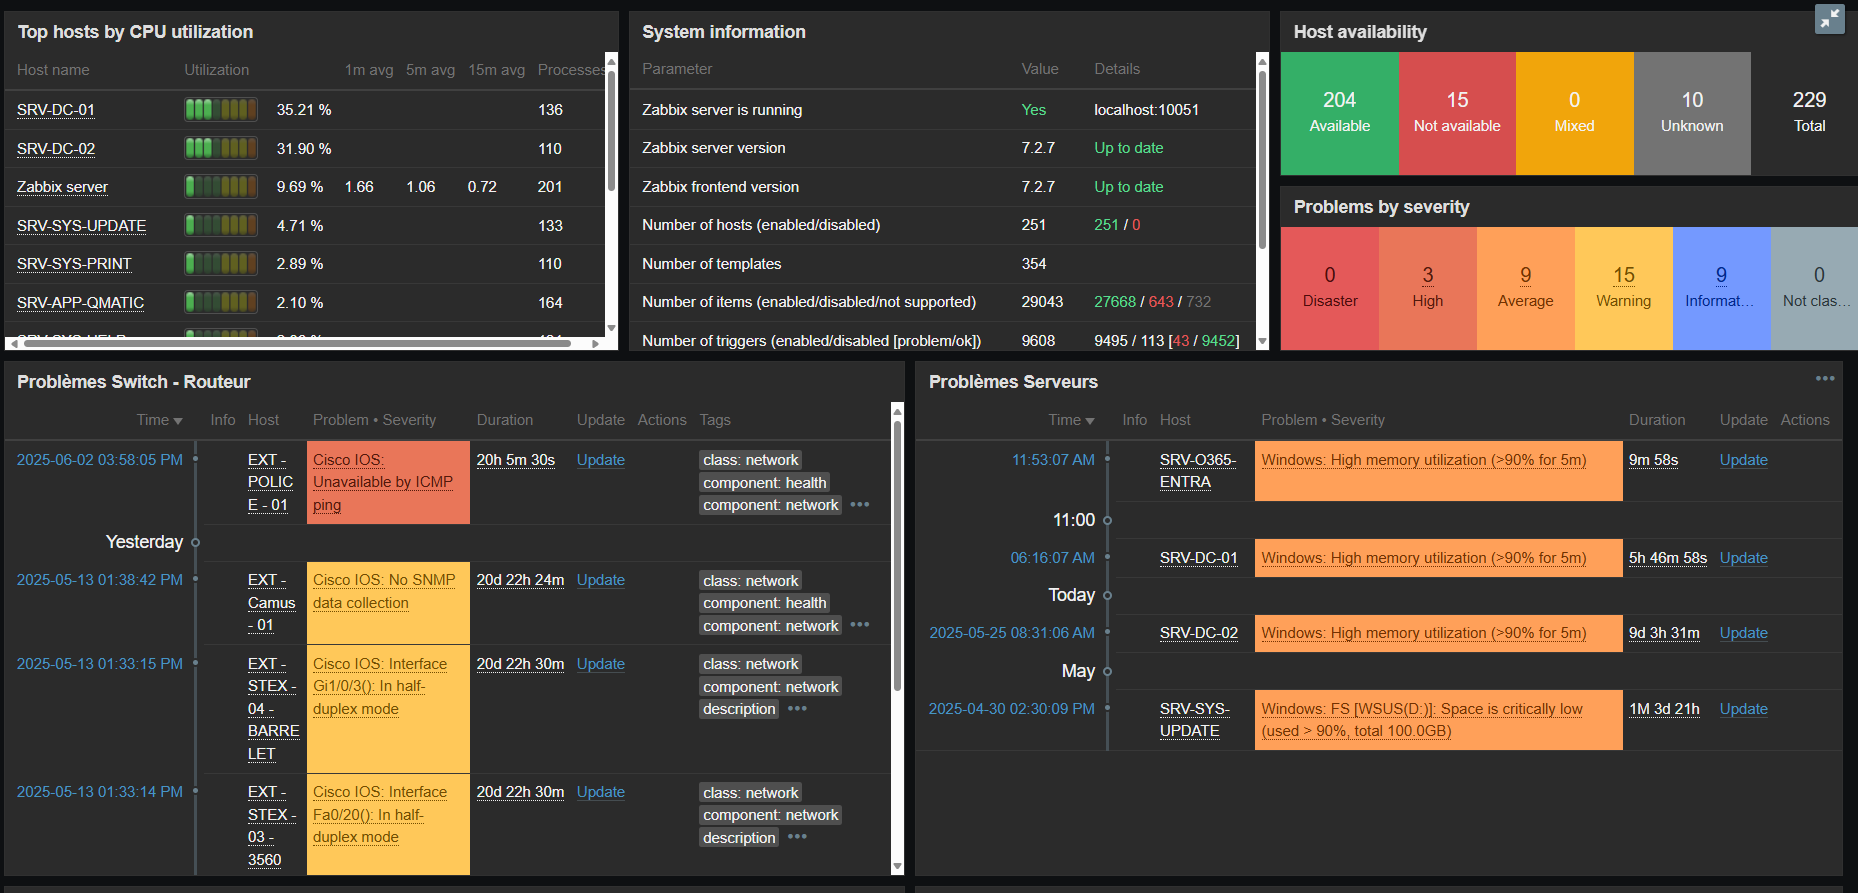 Top hosts by CPU utilization
Host name Utilization 1m avg 5m avg 15m avg Processes
SRV-DC-01 35.21 % 136
SRV-DC-02 31.90 % 110
Zabbix server 9.69 % 1.66 1.06 0.72 201
SRV-SYS-UPDATE 4.71 % 133
SRV-SYS-PRINT 2.89 % 110
SRV-APP-QMATIC 2.10 % 164
System information
Parameter Value Details
Zabbix server is running Yes localhost:10051
Zabbix server version 7.2.7 Up to date
Zabbix frontend version 7.2.7 Up to date
Number of hosts (enabled/disabled) 251 251 / 0
Number of templates 354
Number of items (enabled/disabled/not supported) 29043 27668 / 643 / 732
Number of triggers (enabled/disabled [problem/ok]) 9608 9495 / 113 [43 / 9452]
Host availability
204 15 0 10 229
Available Not available Mixed Unknown Total
Problems by severity
0 3 9 15 9 0
Disaster High Average Warning Informat... Not clas...
Problèmes Switch - Routeur
Time Info Host Problem • Severity Duration Update Actions Tags
2025-06-02 03:58:05 PM EXT - Cisco IOS: 20h 5m 30s Update class: network
POLIC Unavailable by ICMP component: health
E - 01 ping component: network •••
Yesterday
2025-05-13 01:38:42 PM EXT - Cisco IOS: No SNMP 20d 22h 24m Update class: network
Camus data collection component: health
- 01 component: network •••
2025-05-13 01:33:15 PM EXT - Cisco IOS: Interface 20d 22h 30m Update class: network
STEX - Gi1/0/3(): In half- component: network
04 - duplex mode description •••
BARRE
LET
2025-05-13 01:33:14 PM EXT - Cisco IOS: Interface 20d 22h 30m Update class: network
STEX - Fa0/20(): In half- component: network
03 - duplex mode description •••
3560
Problèmes Serveurs
•••
Time Info Host Problem • Severity Duration Update Actions
11:53:07 AM SRV-O365- Windows: High memory utilization (>90% for 5m) 9m 58s Update
ENTRA
11:00
06:16:07 AM SRV-DC-01 Windows: High memory utilization (>90% for 5m) 5h 46m 58s Update
Today
2025-05-25 08:31:06 AM SRV-DC-02 Windows: High memory utilization (>90% for 5m) 9d 3h 31m Update
May
2025-04-30 02:30:09 PM SRV-SYS- Windows: FS [WSUS(D:)]: Space is critically low 1M 3d 21h Update
UPDATE (used > 90%, total 100.0GB)